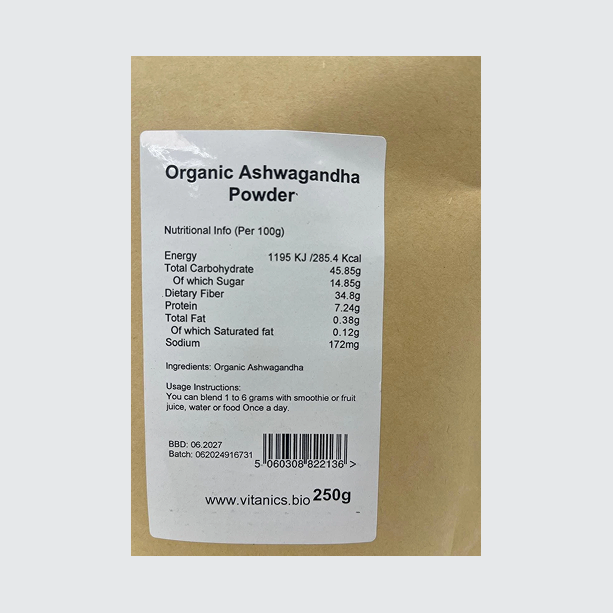 Organic Ashwagandha
Powder
Nutritional Info (Per 100g)
Energy 1195 KJ /285.4 Kcal
Total Carbohydrate 45.85g
Of which Sugar 14.85g
Dietary Fiber 34.8g
Protein 7.24g
Total Fat 0.38g
Of which Saturated fat 0.12g
Sodium 172mg
Ingredients: Organic Ashwagandha
Usage Instructions:
You can blend 1 to 6 grams with smoothie or fruit
juice, water or food Once a day.
BBD: 06.2027
Batch: 062024916731
5 060308 822136 >
www.vitanics.bio 250g